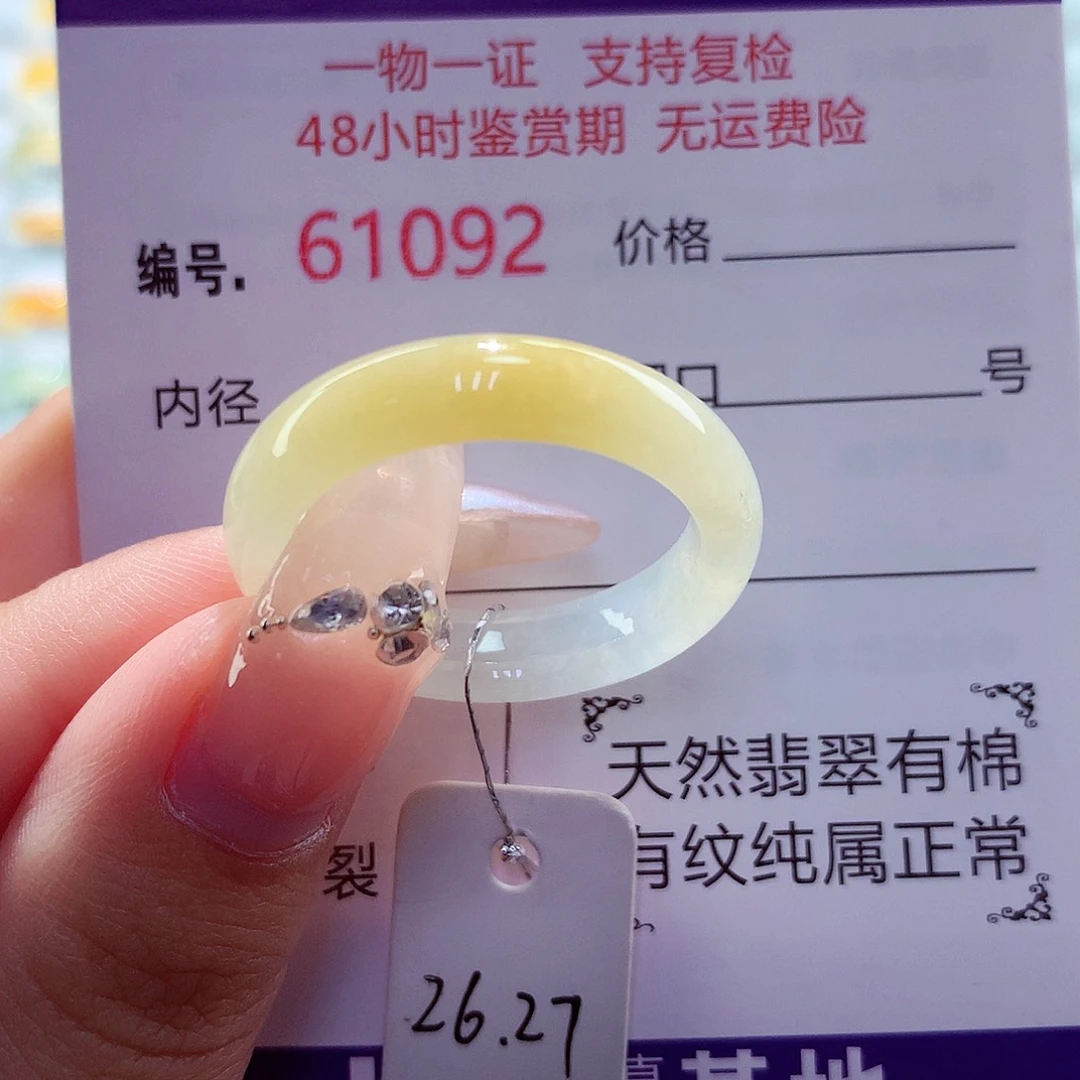 一物一证 支持复检
48小时鉴赏期 无运费险
编号. 61092 价格
内径 号
天然翡翠有棉
裂 有纹纯属正常
26.27
基地